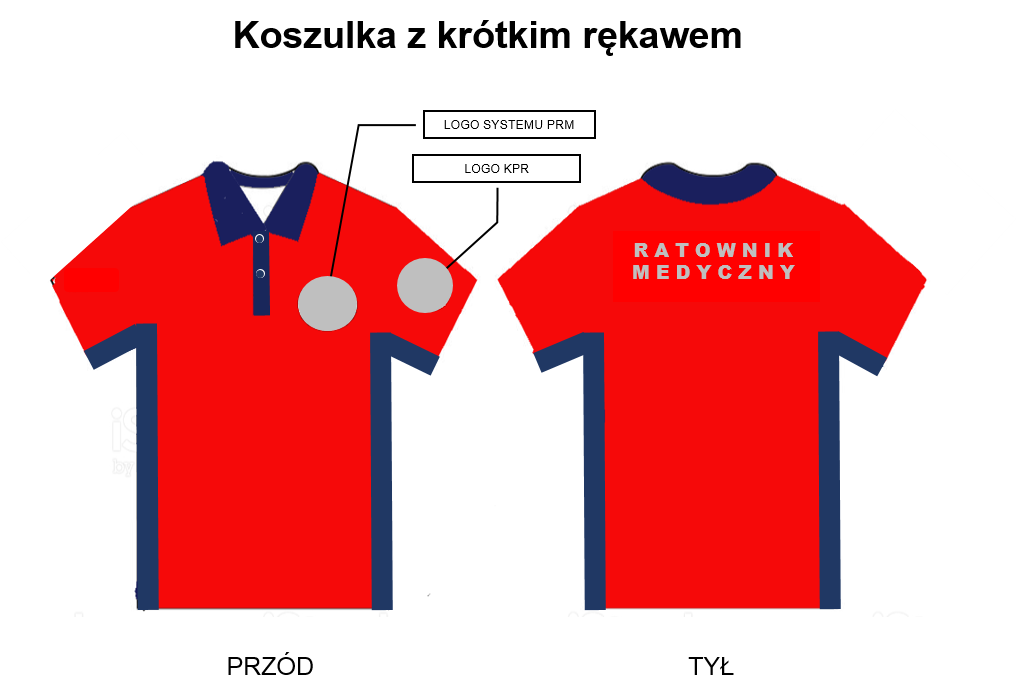 Koszulka z krótkim rękawem
LOGO SYSTEMU PRM
LOGO KPR
RATOWNIK
MEDYCZNY
PRZÓD
TYŁ